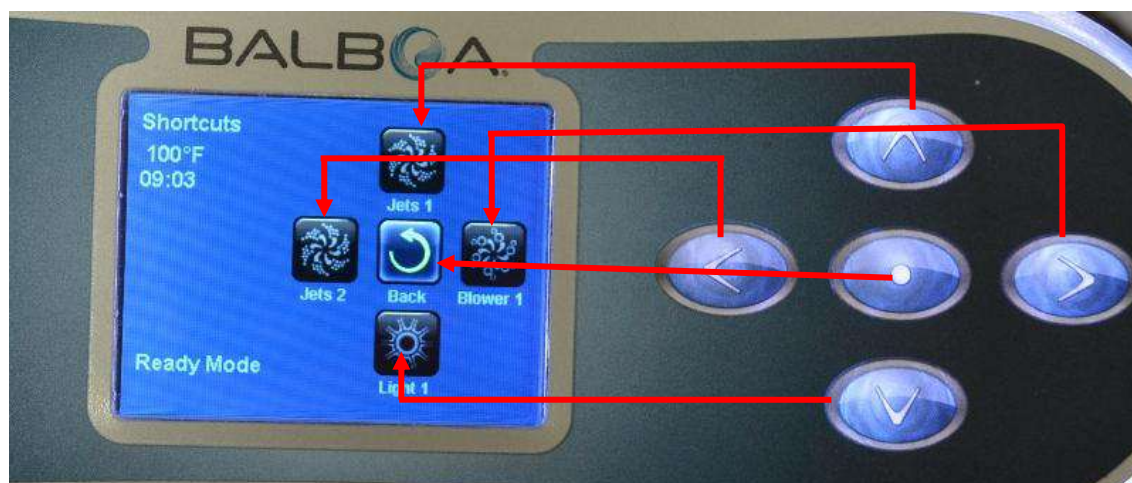 BALBOA.
Shortcuts
100°F
09:03
Jets 1
Jets 2
Back
Blower 1
Ready Mode
Light 1